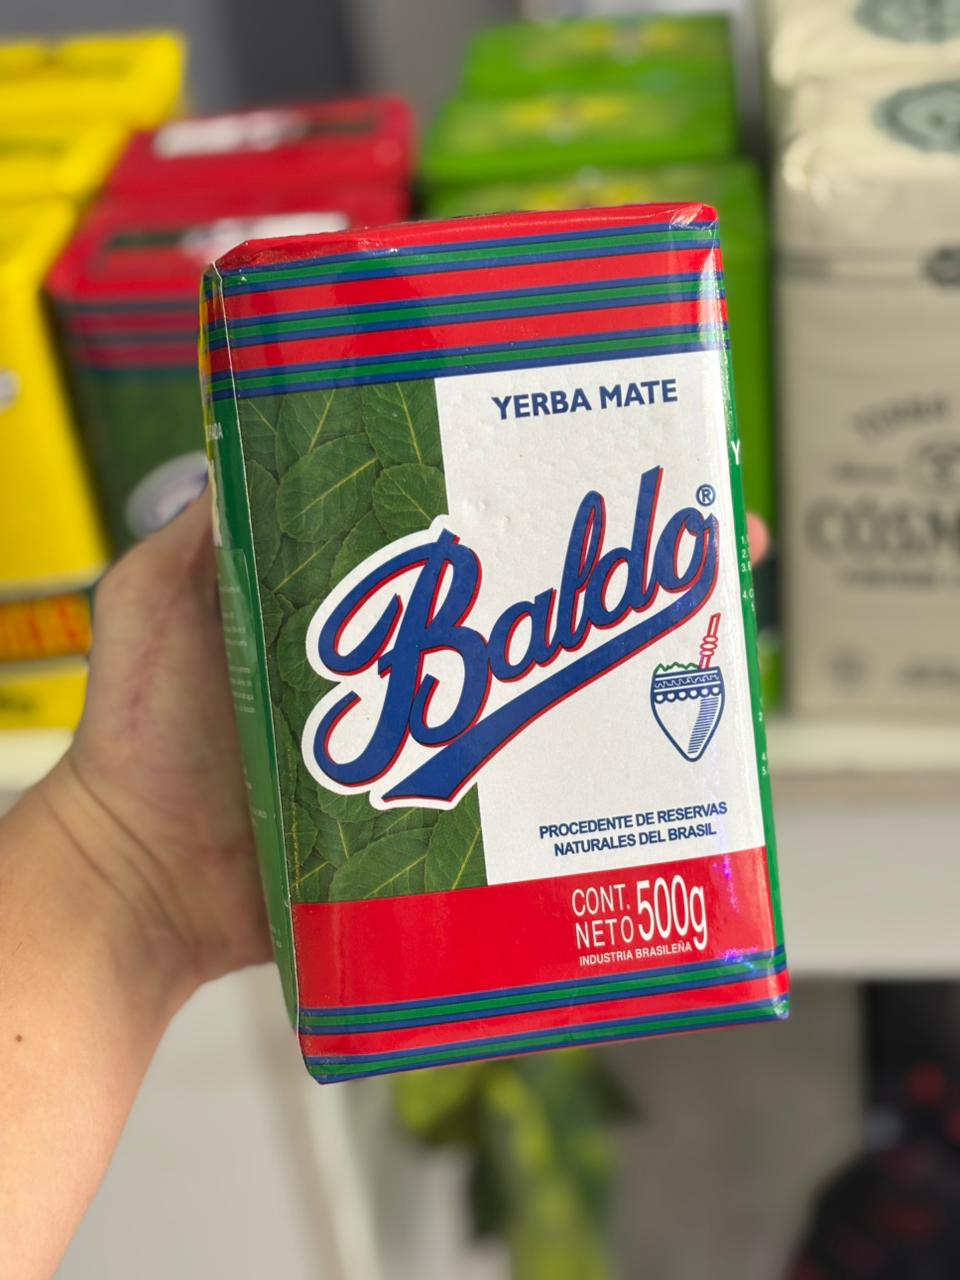 YERBA MATE
Baldo®
PROCEDENTE DE RESERVAS
NATURALES DEL BRASIL
CONT.
NETO 500g
INDUSTRIA BRASILEÑA